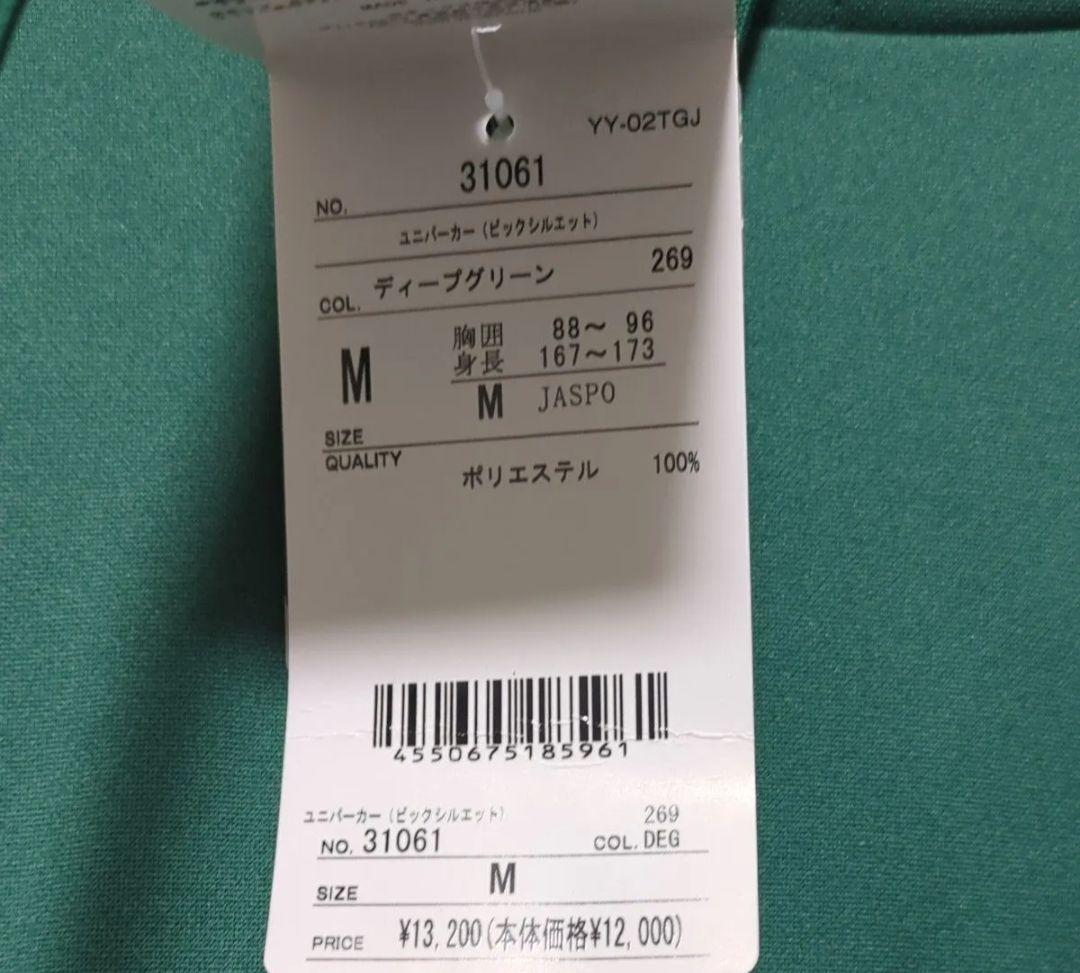 YY-02TGJ
NO. 31061
ユニパーカー(ビックシルエット)
COL. ディープグリーン 269
胸囲 88〜 96
身長 167〜173
M
M JASPO
SIZE
QUALITY
ポリエステル 100%
4550675185961
ユニパーカー(ビックシルエット) 269
NO. 31061 COL. DEG
SIZE M
PRICE ¥13,200(本体価格¥12,000)